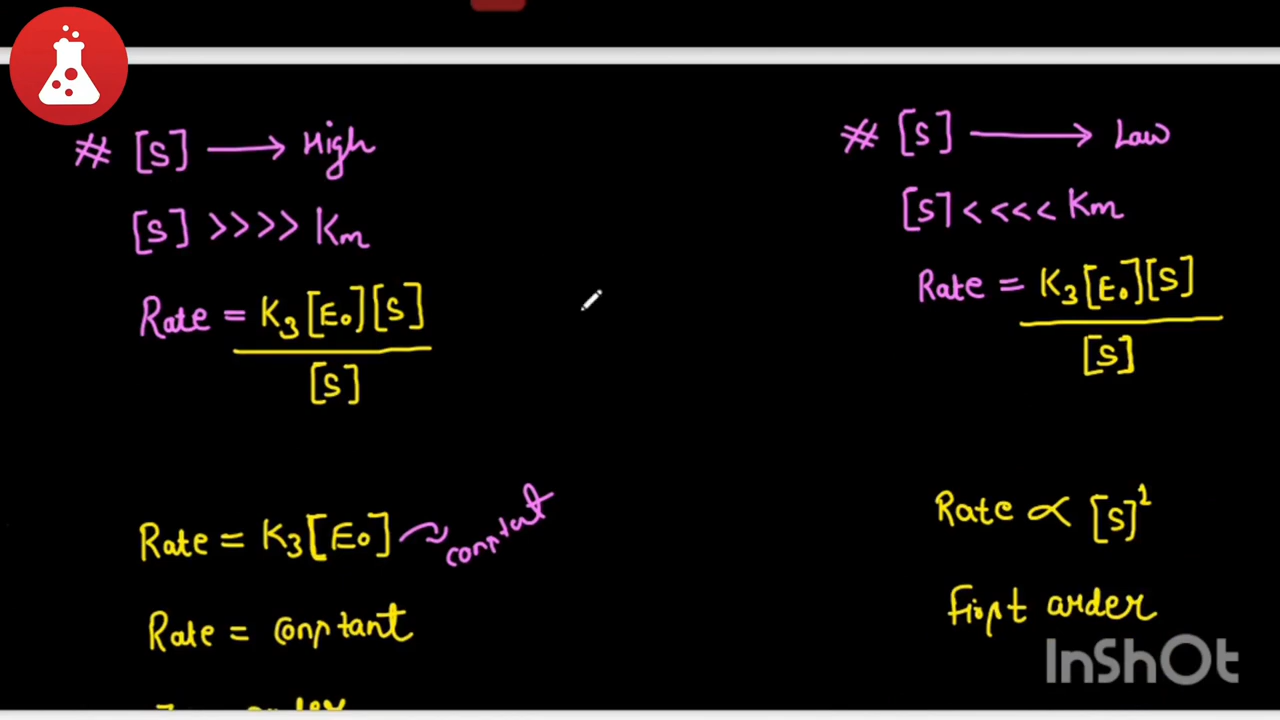 # [S] ⟶ High
[S] >>>> Km
Rate = K₃[E₀][S]
[S]
Rate = K₃[E₀] constant
Rate = constant
order
# [S] ⟶ Low
[S] <<<< Km
Rate = K₃[E₀][S]
[S]
Rate ∝ [S]¹
First order
InShOt